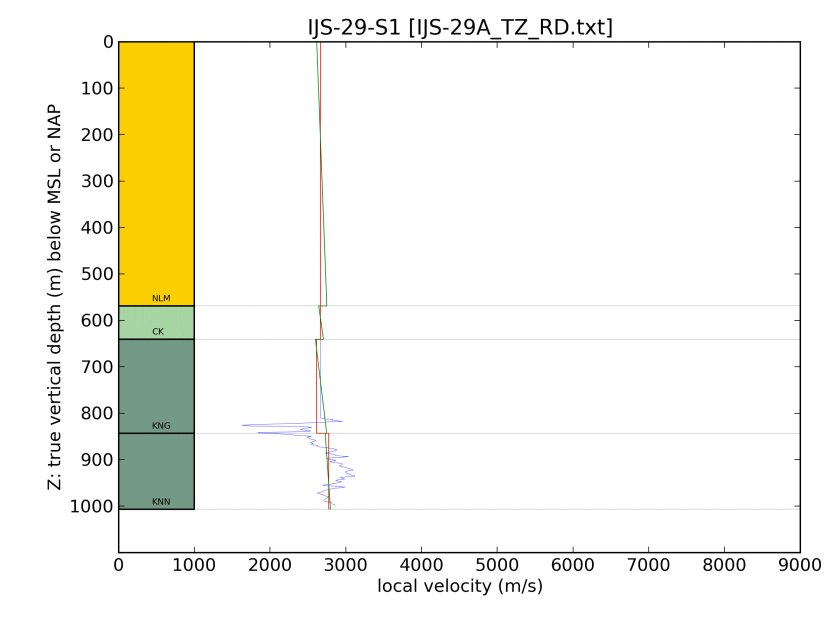 IJS-29-S1 [IJS-29A_TZ_RD.txt]
Z: true vertical depth (m) below MSL or NAP
0
100
200
300
400
500
600
700
800
900
1000
NLM
CK
KNG
KNN
0 1000 2000 3000 4000 5000 6000 7000 8000 9000
local velocity (m/s)